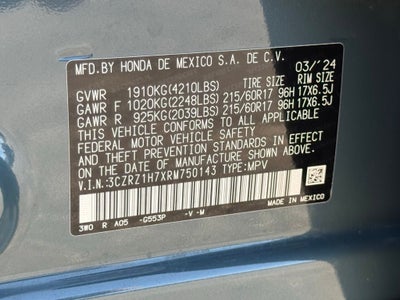 MFD.BY HONDA DE MEXICO S.A. DE C.V.
03/'24
GVWR 1910KG(4210LBS) TIRE SIZE RIM SIZE
GAWR F 1020KG(2248LBS) 215/60R17 96H 17X6.5J
GAWR R 925KG(2039LBS) 215/60R17 96H 17X6.5J
THIS VEHICLE CONFORMS TO ALL APPLICABLE
FEDERAL MOTOR VEHICLE SAFETY
AND THEFT PREVENTION STANDARDS IN EFFECT
ON THE DATE OF MANUFACTURE SHOWN ABOVE.
V.I.N.:3CZRZ1H7XRM750143 TYPE:MPV
3WO R A05 -G553P -V -M
MADE IN MEXICO